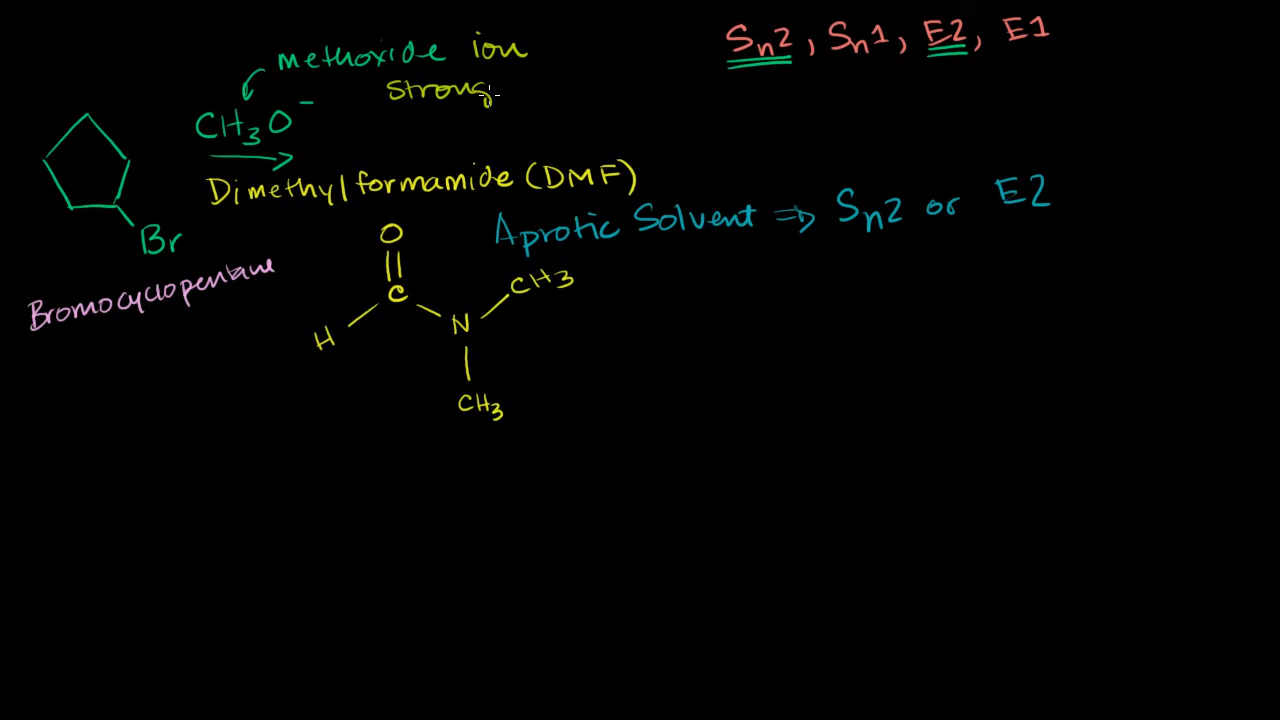 methoxide ion
strong
Sn2, Sn1, E2, E1
CH3O−
Dimethylformamide (DMF)
Aprotic Solvent ⇒ Sn2 or E2
Br
Bromocyclopentane
O
C
H
N
CH3
CH3